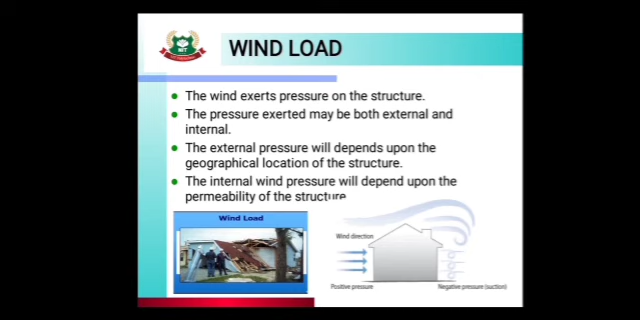 WIND LOAD
The wind exerts pressure on the structure.
The pressure exerted may be both external and
internal.
The external pressure will depends upon the
geographical location of the structure.
The internal wind pressure will depend upon the
permeability of the structure.
Wind Load
Wind direction
Positive pressure
Negative pressure (suction)